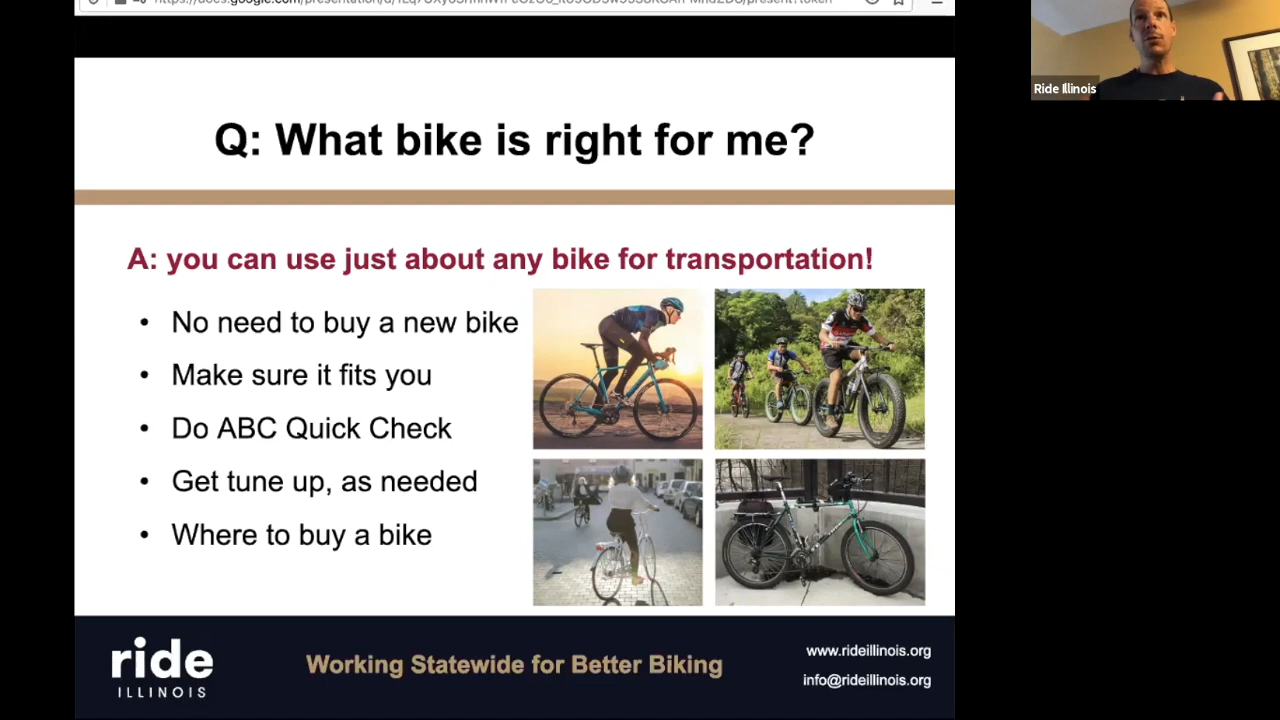 Ride Illinois
Q: What bike is right for me?
A: you can use just about any bike for transportation!
• No need to buy a new bike
• Make sure it fits you
• Do ABC Quick Check
• Get tune up, as needed
• Where to buy a bike
ride
ILLINOIS
Working Statewide for Better Biking
www.rideillinois.org
info@rideillinois.org